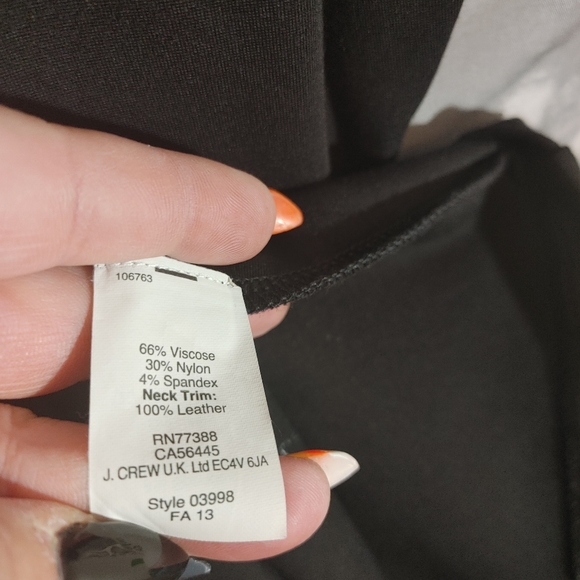 106763
66% Viscose
30% Nylon
4% Spandex
Neck Trim:
100% Leather
RN77388
CA56445
J. CREW U.K. Ltd EC4V 6JA
Style 03998
FA 13